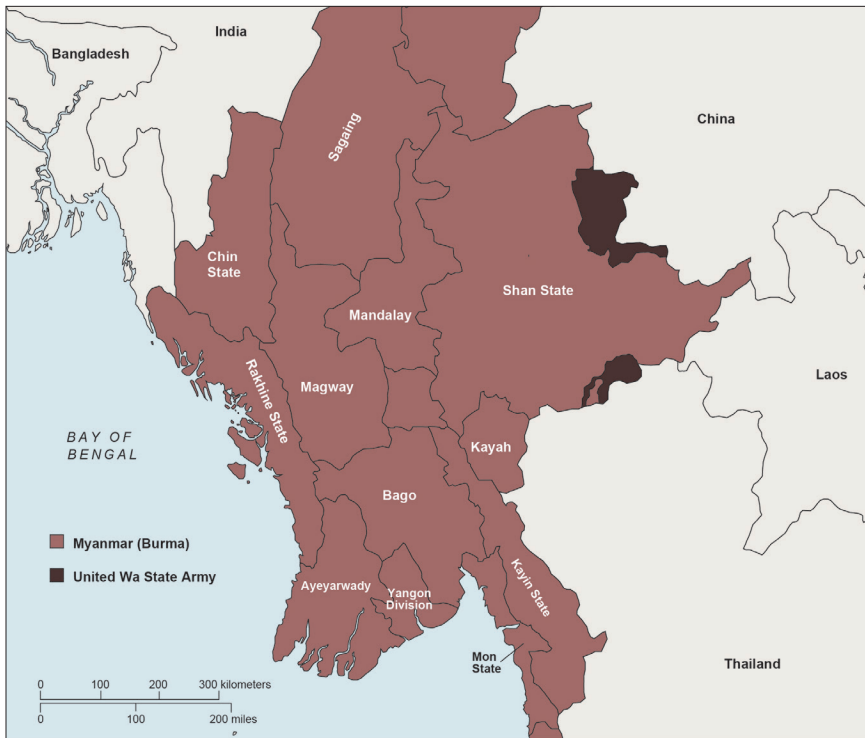 India
Bangladesh
China
Sagaing
Chin
State
Shan State
Mandalay
Rakhine State
Magway
Laos
BAY OF
BENGAL
Kayah
Bago
Myanmar (Burma)
United Wa State Army
Ayeyarwady
Yangon
Division
Kayin State
Mon
State
Thailand
0 100 200 300 kilometers
0 100 200 miles